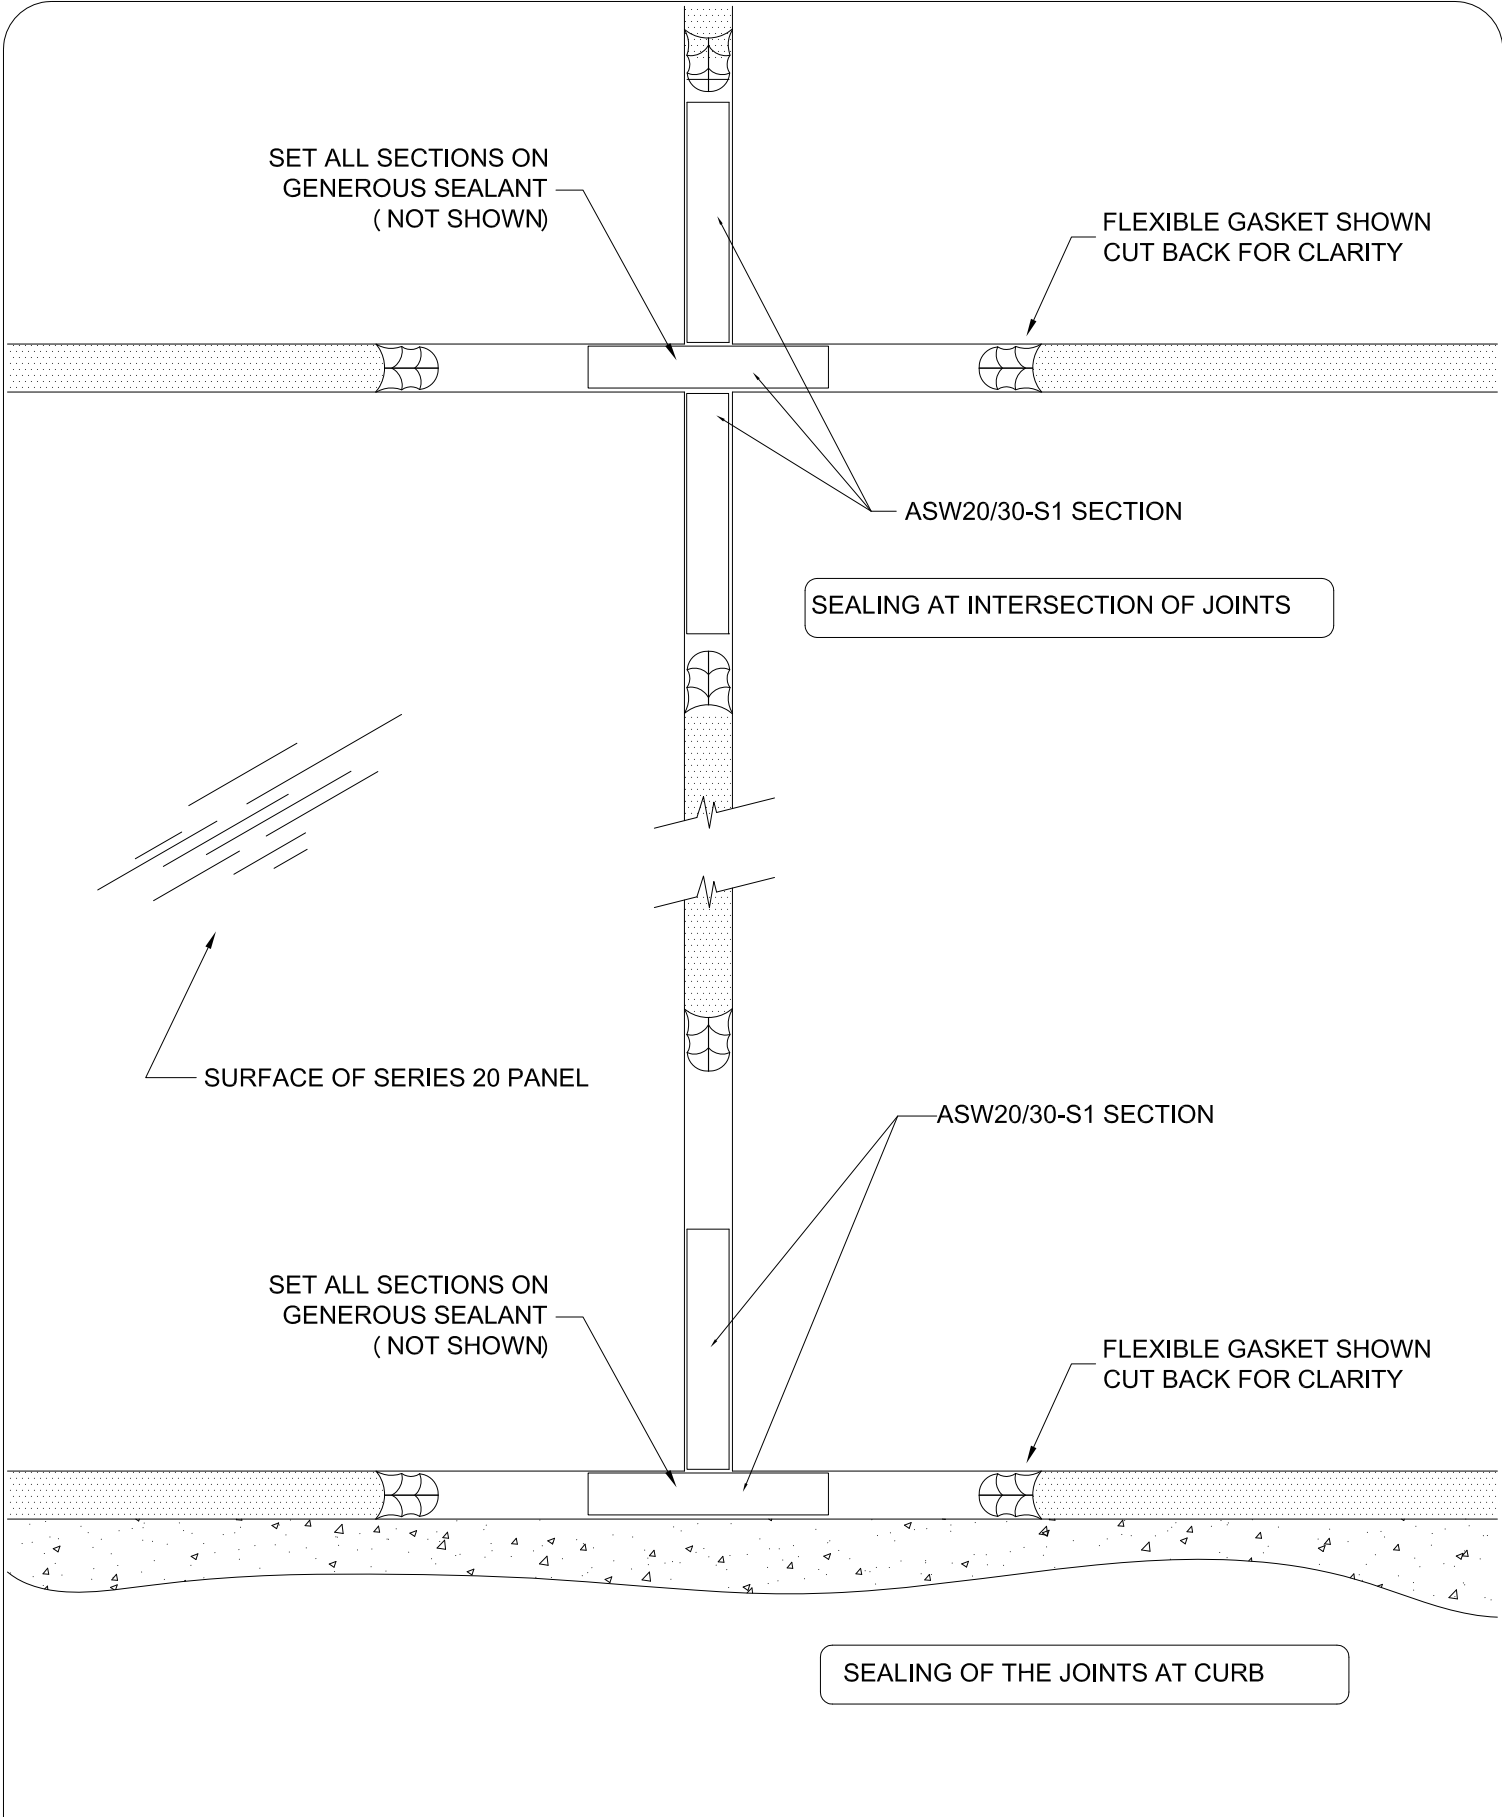 SET ALL SECTIONS ON
GENEROUS SEALANT
( NOT SHOWN)
FLEXIBLE GASKET SHOWN
CUT BACK FOR CLARITY
ASW20/30-S1 SECTION
SEALING AT INTERSECTION OF JOINTS
SURFACE OF SERIES 20 PANEL
ASW20/30-S1 SECTION
SET ALL SECTIONS ON
GENEROUS SEALANT
( NOT SHOWN)
FLEXIBLE GASKET SHOWN
CUT BACK FOR CLARITY
SEALING OF THE JOINTS AT CURB